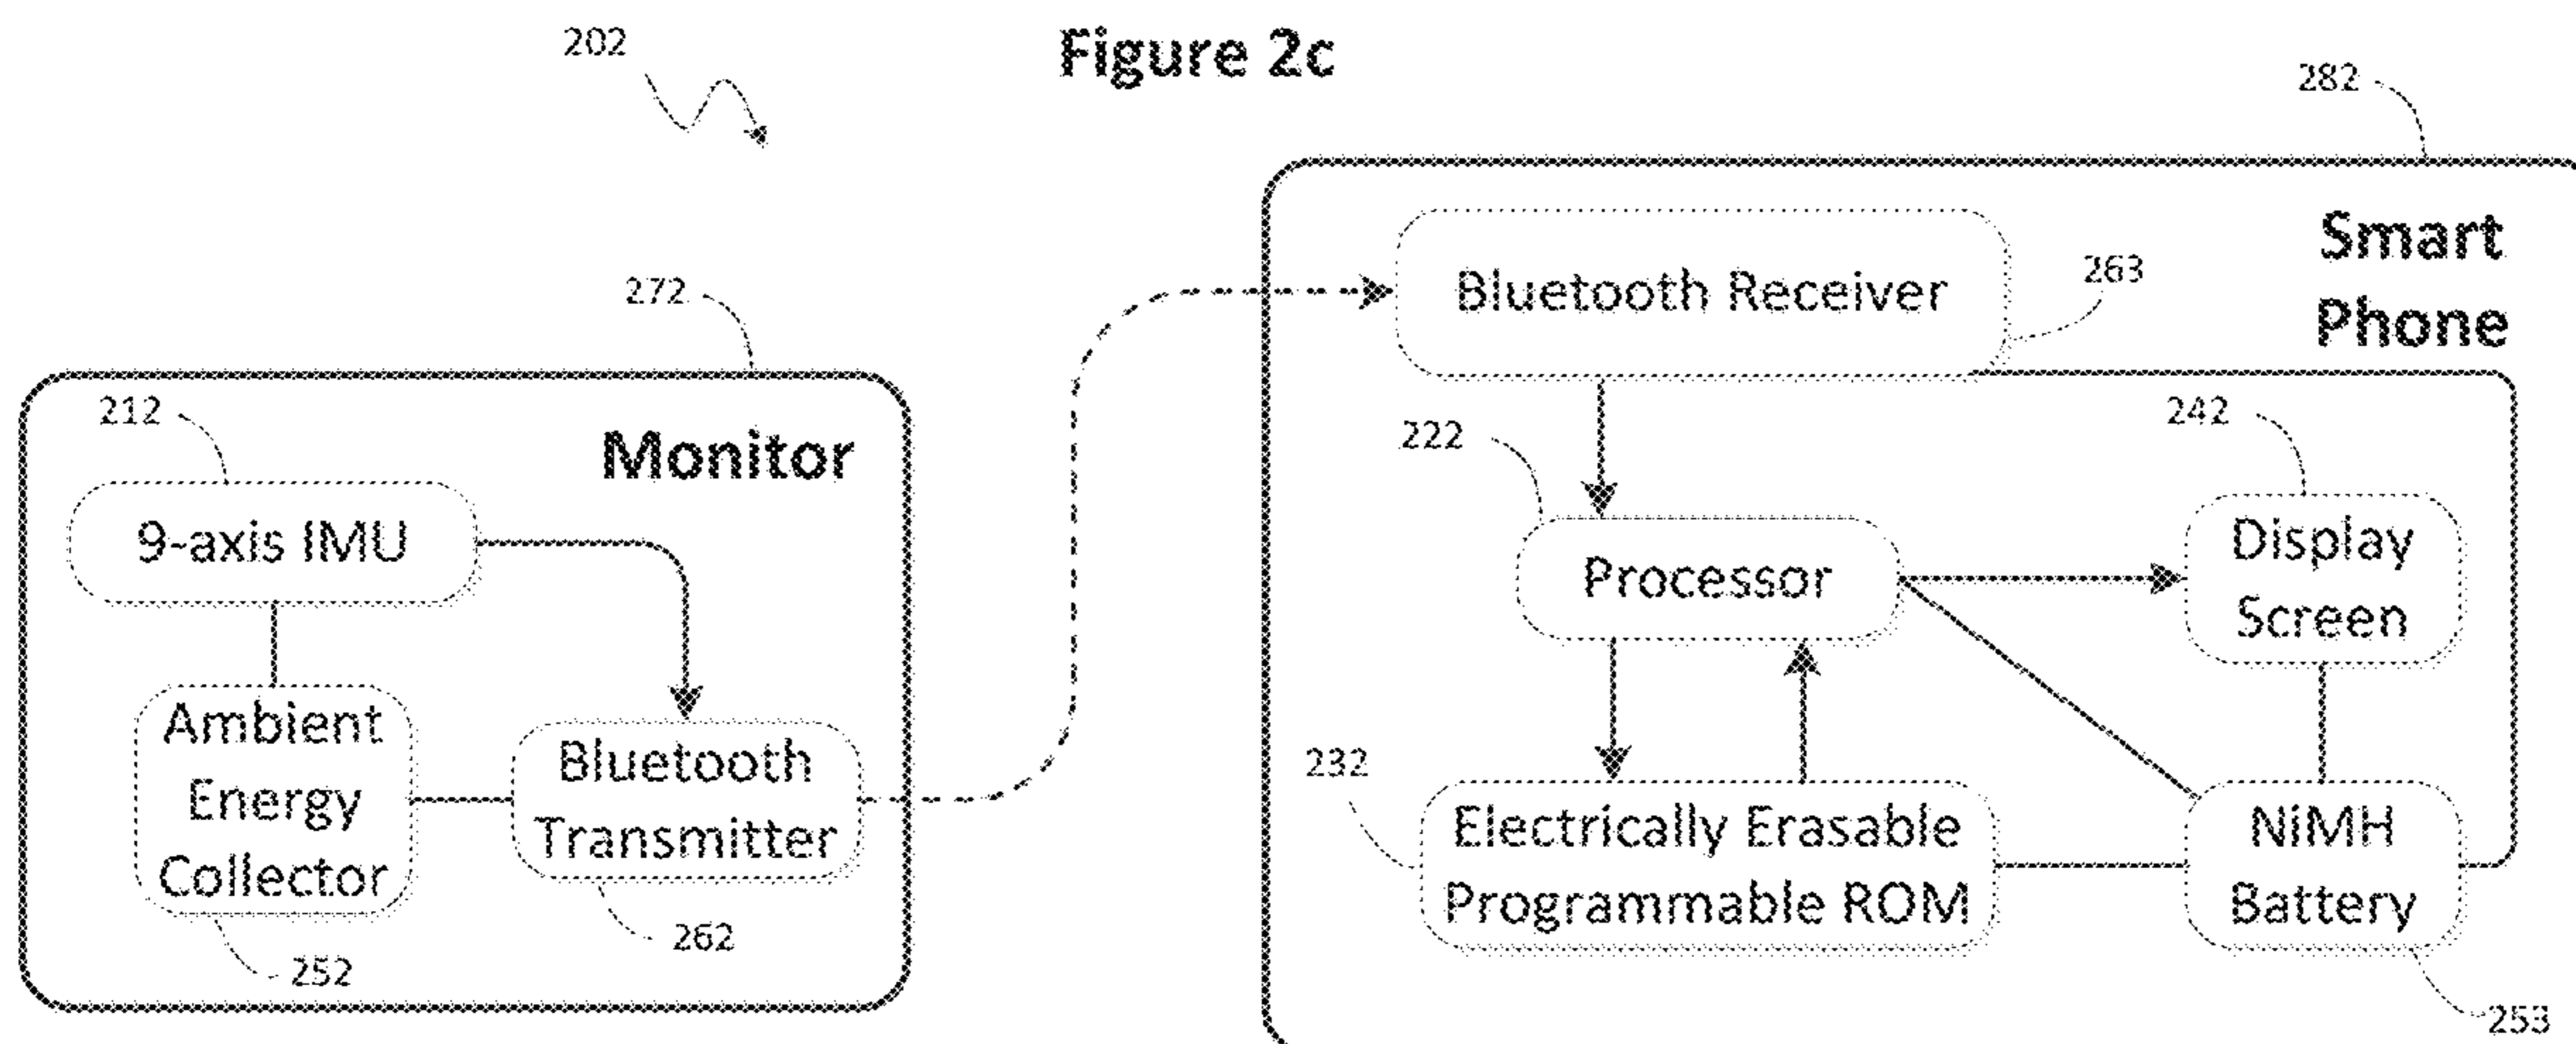 202
Figure 2c
282
Smart
Phone
Bluetooth Receiver
263
272
212
Monitor
222
242
9-axis IMU
Processor
Display
Screen
Ambient
Energy
Collector
Bluetooth
Transmitter
232
Electrically Erasable
Programmable ROM
NiMH
Battery
262
252
253